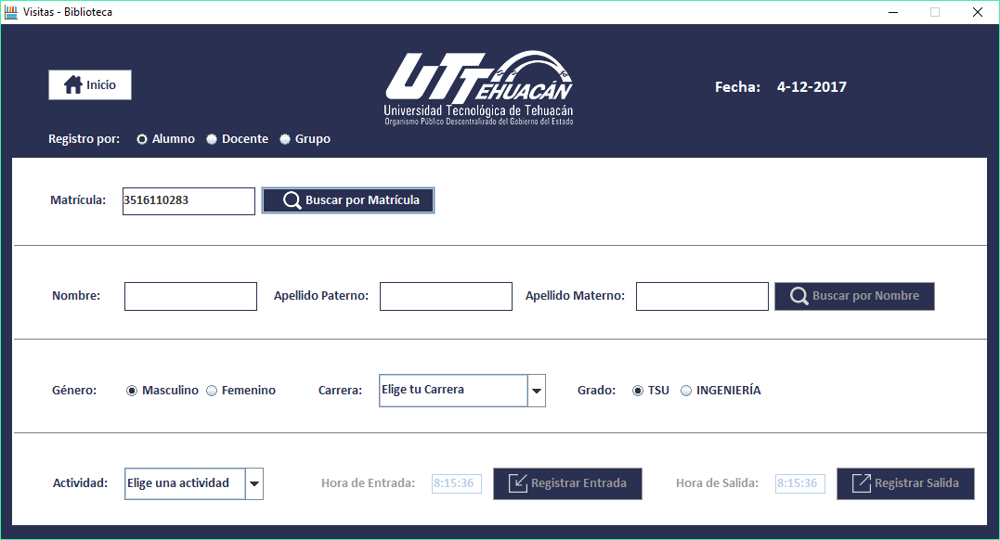 Visitas - Biblioteca
Inicio
UTTEHUACÁN
Universidad Tecnológica de Tehuacán
Organismo Público Descentralizado del Gobierno del Estado
Fecha: 4-12-2017
Registro por: Alumno Docente Grupo
Matrícula: 3516110283 Buscar por Matrícula
Nombre: Apellido Paterno: Apellido Materno: Buscar por Nombre
Género: Masculino Femenino Carrera: Elige tu Carrera Grado: TSU INGENIERÍA
Actividad: Elige una actividad Hora de Entrada: 8:15:36 Registrar Entrada Hora de Salida: 8:15:36 Registrar Salida